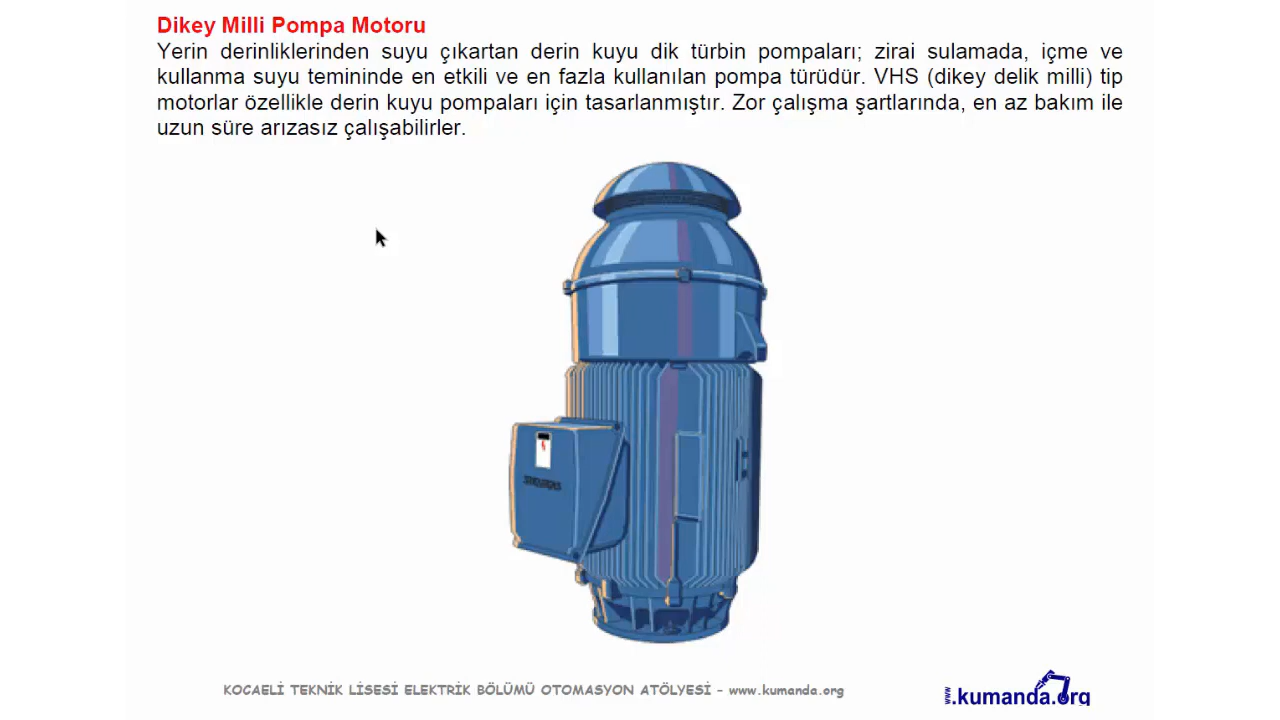 Dikey Milli Pompa Motoru
Yerin derinliklerinden suyu çıkartan derin kuyu dik türbin pompaları; zirai sulamada, içme ve
kullanma suyu temininde en etkili ve en fazla kullanılan pompa türüdür. VHS (dikey delik milli) tip
motorlar özellikle derin kuyu pompaları için tasarlanmıştır. Zor çalışma şartlarında, en az bakım ile
uzun süre arızasız çalışabilirler.
KOCAELİ TEKNİK LİSESİ ELEKTRİK BÖLÜMÜ OTOMASYON ATÖLYESİ - www.kumanda.org
www.kumanda.org